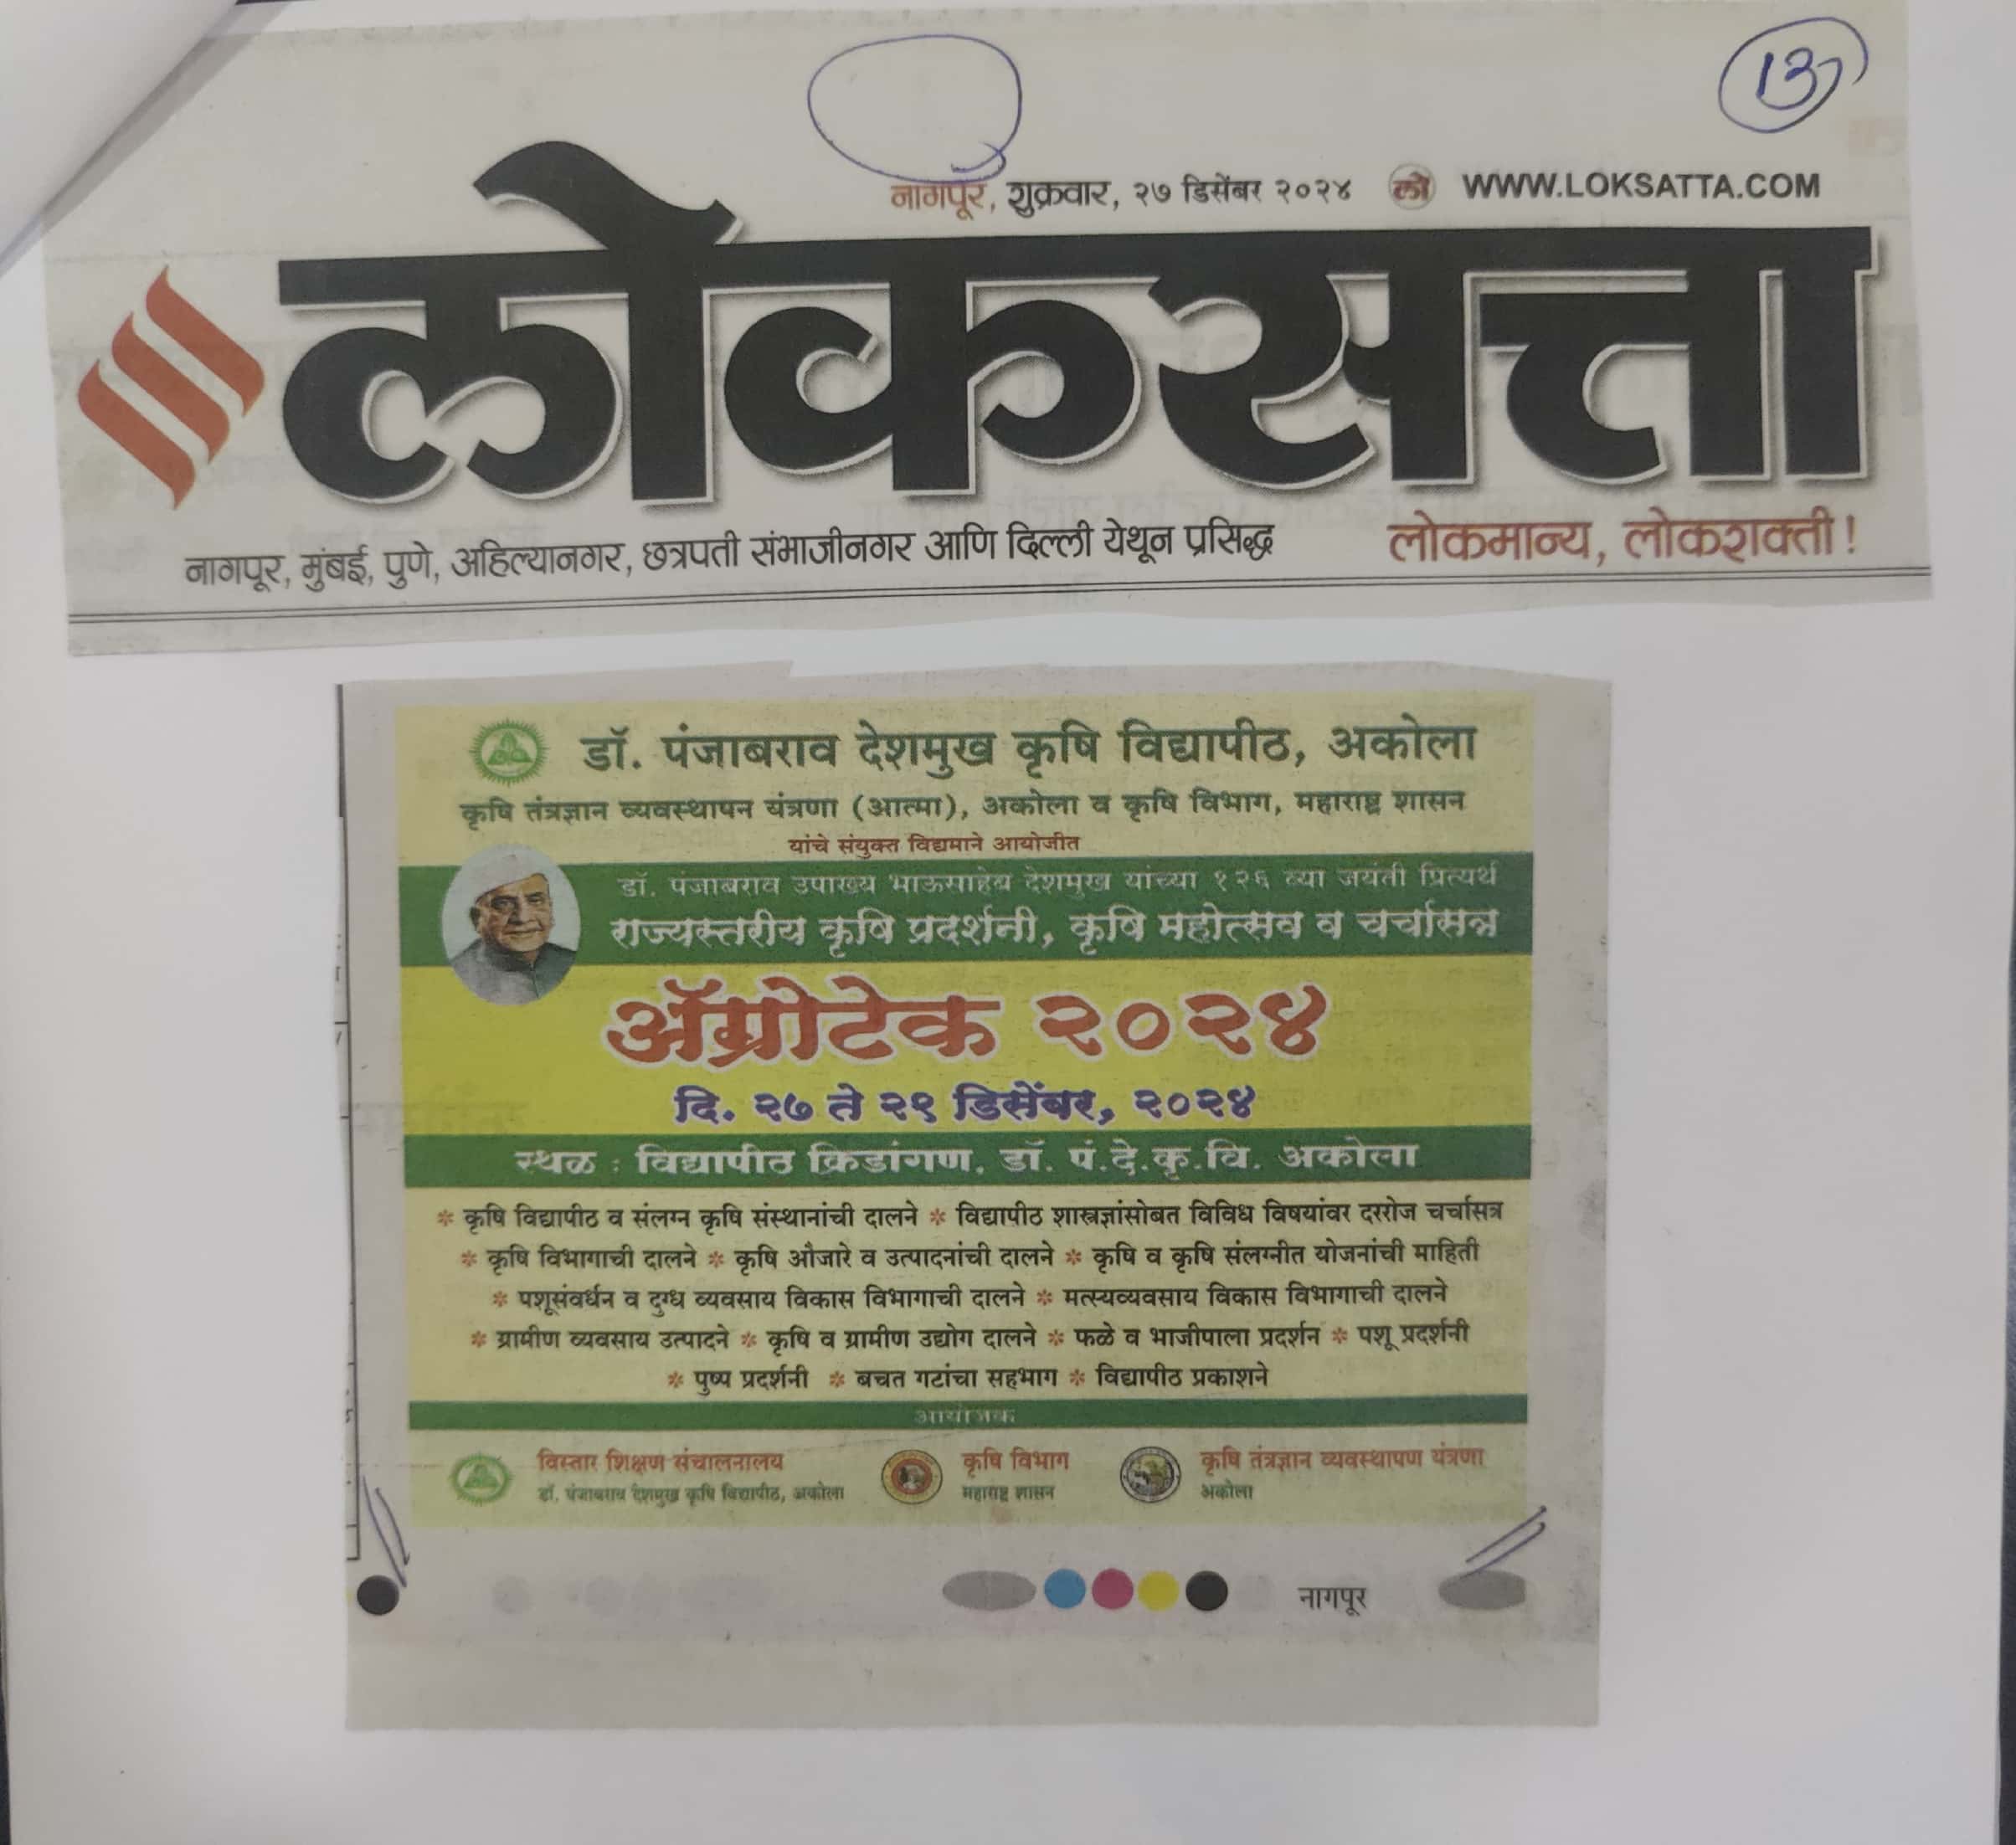 13
नागपूर, शुक्रवार, २७ डिसेंबर २०२४ लो WWW.LOKSATTA.COM
लोकसत्ता
नागपूर, मुंबई, पुणे, अहिल्यानगर, छत्रपती संभाजीनगर आणि दिल्ली येथून प्रसिद्ध लोकमान्य, लोकशक्ती!
डॉ. पंजाबराव देशमुख कृषि विद्यापीठ, अकोला
कृषि तंत्रज्ञान व्यवस्थापन यंत्रणा (आत्मा), अकोला व कृषि विभाग, महाराष्ट्र शासन
यांचे संयुक्त विद्यमाने आयोजीत
डॉ. पंजाबराव उपाख्य भाऊसाहेब देशमुख यांच्या १२६ व्या जयंती प्रित्यर्थ
राज्यस्तरीय कृषि प्रदर्शनी, कृषि महोत्सव व चर्चासत्र
ॲग्रोटेक २०२४
दि. २७ ते २९ डिसेंबर, २०२४
स्थळ : विद्यापीठ क्रिडांगण, डॉ. पं.दे.कृ.वि. अकोला
* कृषि विद्यापीठ व संलग्न कृषि संस्थानांची दालने * विद्यापीठ शास्त्रज्ञांसोबत विविध विषयांवर दररोज चर्चासत्र
* कृषि विभागाची दालने * कृषि औजारे व उत्पादनांची दालने * कृषि व कृषि संलग्नीत योजनांची माहिती
* पशूसंवर्धन व दुग्ध व्यवसाय विकास विभागाची दालने * मत्स्यव्यवसाय विकास विभागाची दालने
* ग्रामीण व्यवसाय उत्पादने * कृषि व ग्रामीण उद्योग दालने * फळे व भाजीपाला प्रदर्शन * पशू प्रदर्शनी
* पुष्प प्रदर्शनी * बचत गटांचा सहभाग * विद्यापीठ प्रकाशने
आयोजक
विस्तार शिक्षण संचालनालय
डॉ. पंजाबराव देशमुख कृषि विद्यापीठ, अकोला
कृषि विभाग
महाराष्ट्र शासन
कृषि तंत्रज्ञान व्यवस्थापण यंत्रणा
अकोला
नागपूर